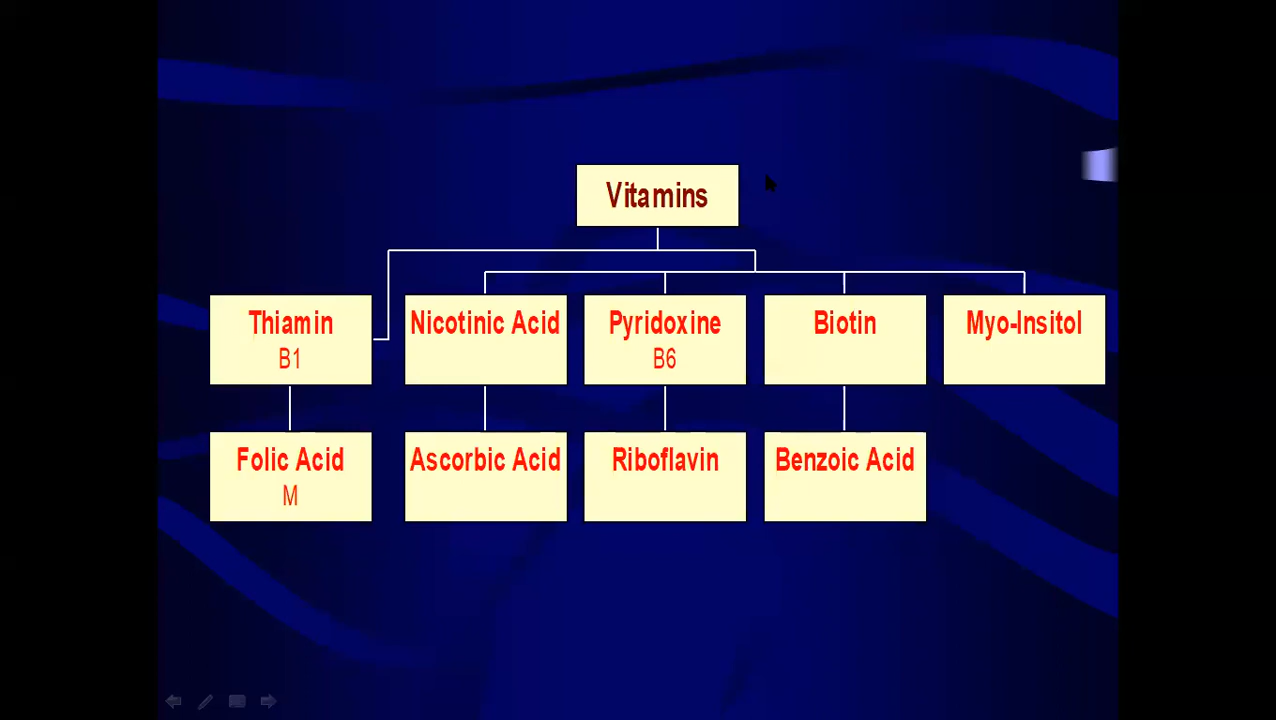 Vitamins
Thiamin
B1
Nicotinic Acid
Pyridoxine
B6
Biotin
Myo-Insitol
Folic Acid
M
Ascorbic Acid
Riboflavin
Benzoic Acid